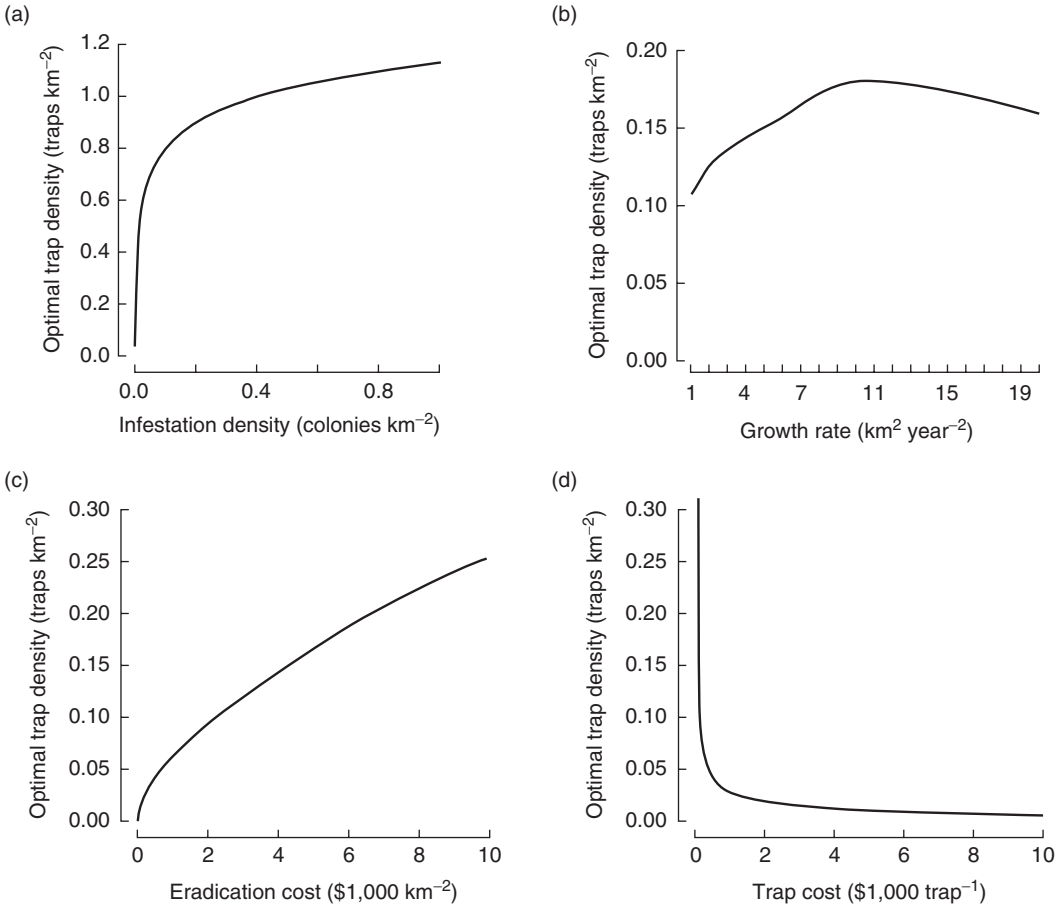 (a)
Optimal trap density (traps km⁻²)
1.2
1.0
0.8
0.6
0.4
0.2
0.0
0.0 0.4 0.8
Infestation density (colonies km⁻²)
(b)
Optimal trap density (traps km⁻²)
0.20
0.15
0.10
0.05
0.00
1 4 7 11 15 19
Growth rate (km² year⁻²)
(c)
Optimal trap density (traps km⁻²)
0.30
0.25
0.20
0.15
0.10
0.05
0.00
0 2 4 6 8 10
Eradication cost ($1,000 km⁻²)
(d)
Optimal trap density (traps km⁻²)
0.30
0.25
0.20
0.15
0.10
0.05
0.00
0 2 4 6 8 10
Trap cost ($1,000 trap⁻¹)